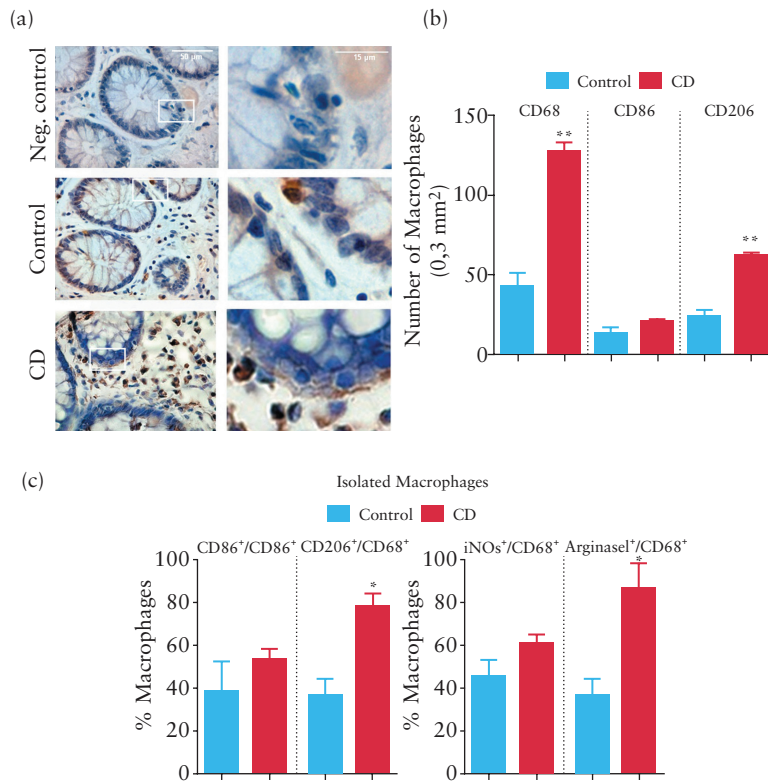 (a)
Neg. control
50 µm
15 µm
Control
CD
(b)
Control CD
CD68 CD86 CD206
Number of Macrophages
(0,3 mm²)
150
**
100
**
50
0
(c)
Isolated Macrophages
Control CD
CD86⁺/CD86⁺ CD206⁺/CD68⁺
% Macrophages
100
*
80
60
40
20
0
iNOs⁺/CD68⁺ Arginasel⁺/CD68⁺
% Macrophages
100
*
80
60
40
20
0